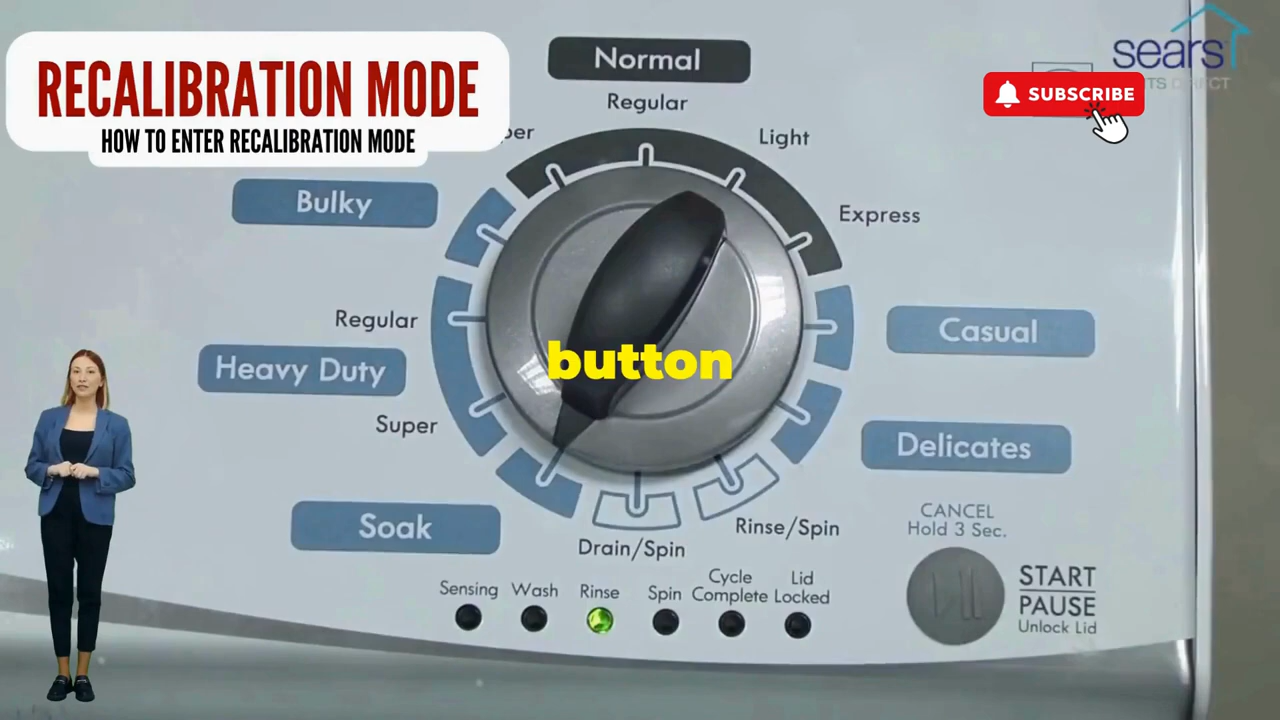 RECALIBRATION MODE
HOW TO ENTER RECALIBRATION MODE
sears
SUBSCRIBE
Normal
Regular
Light
Express
Bulky
Regular
Heavy Duty
Super
Casual
Delicates
Soak
Drain/Spin
Rinse/Spin
button
CANCEL
Hold 3 Sec.
START
PAUSE
Unlock Lid
Sensing
Wash
Rinse
Spin
Cycle
Complete
Lid
Locked